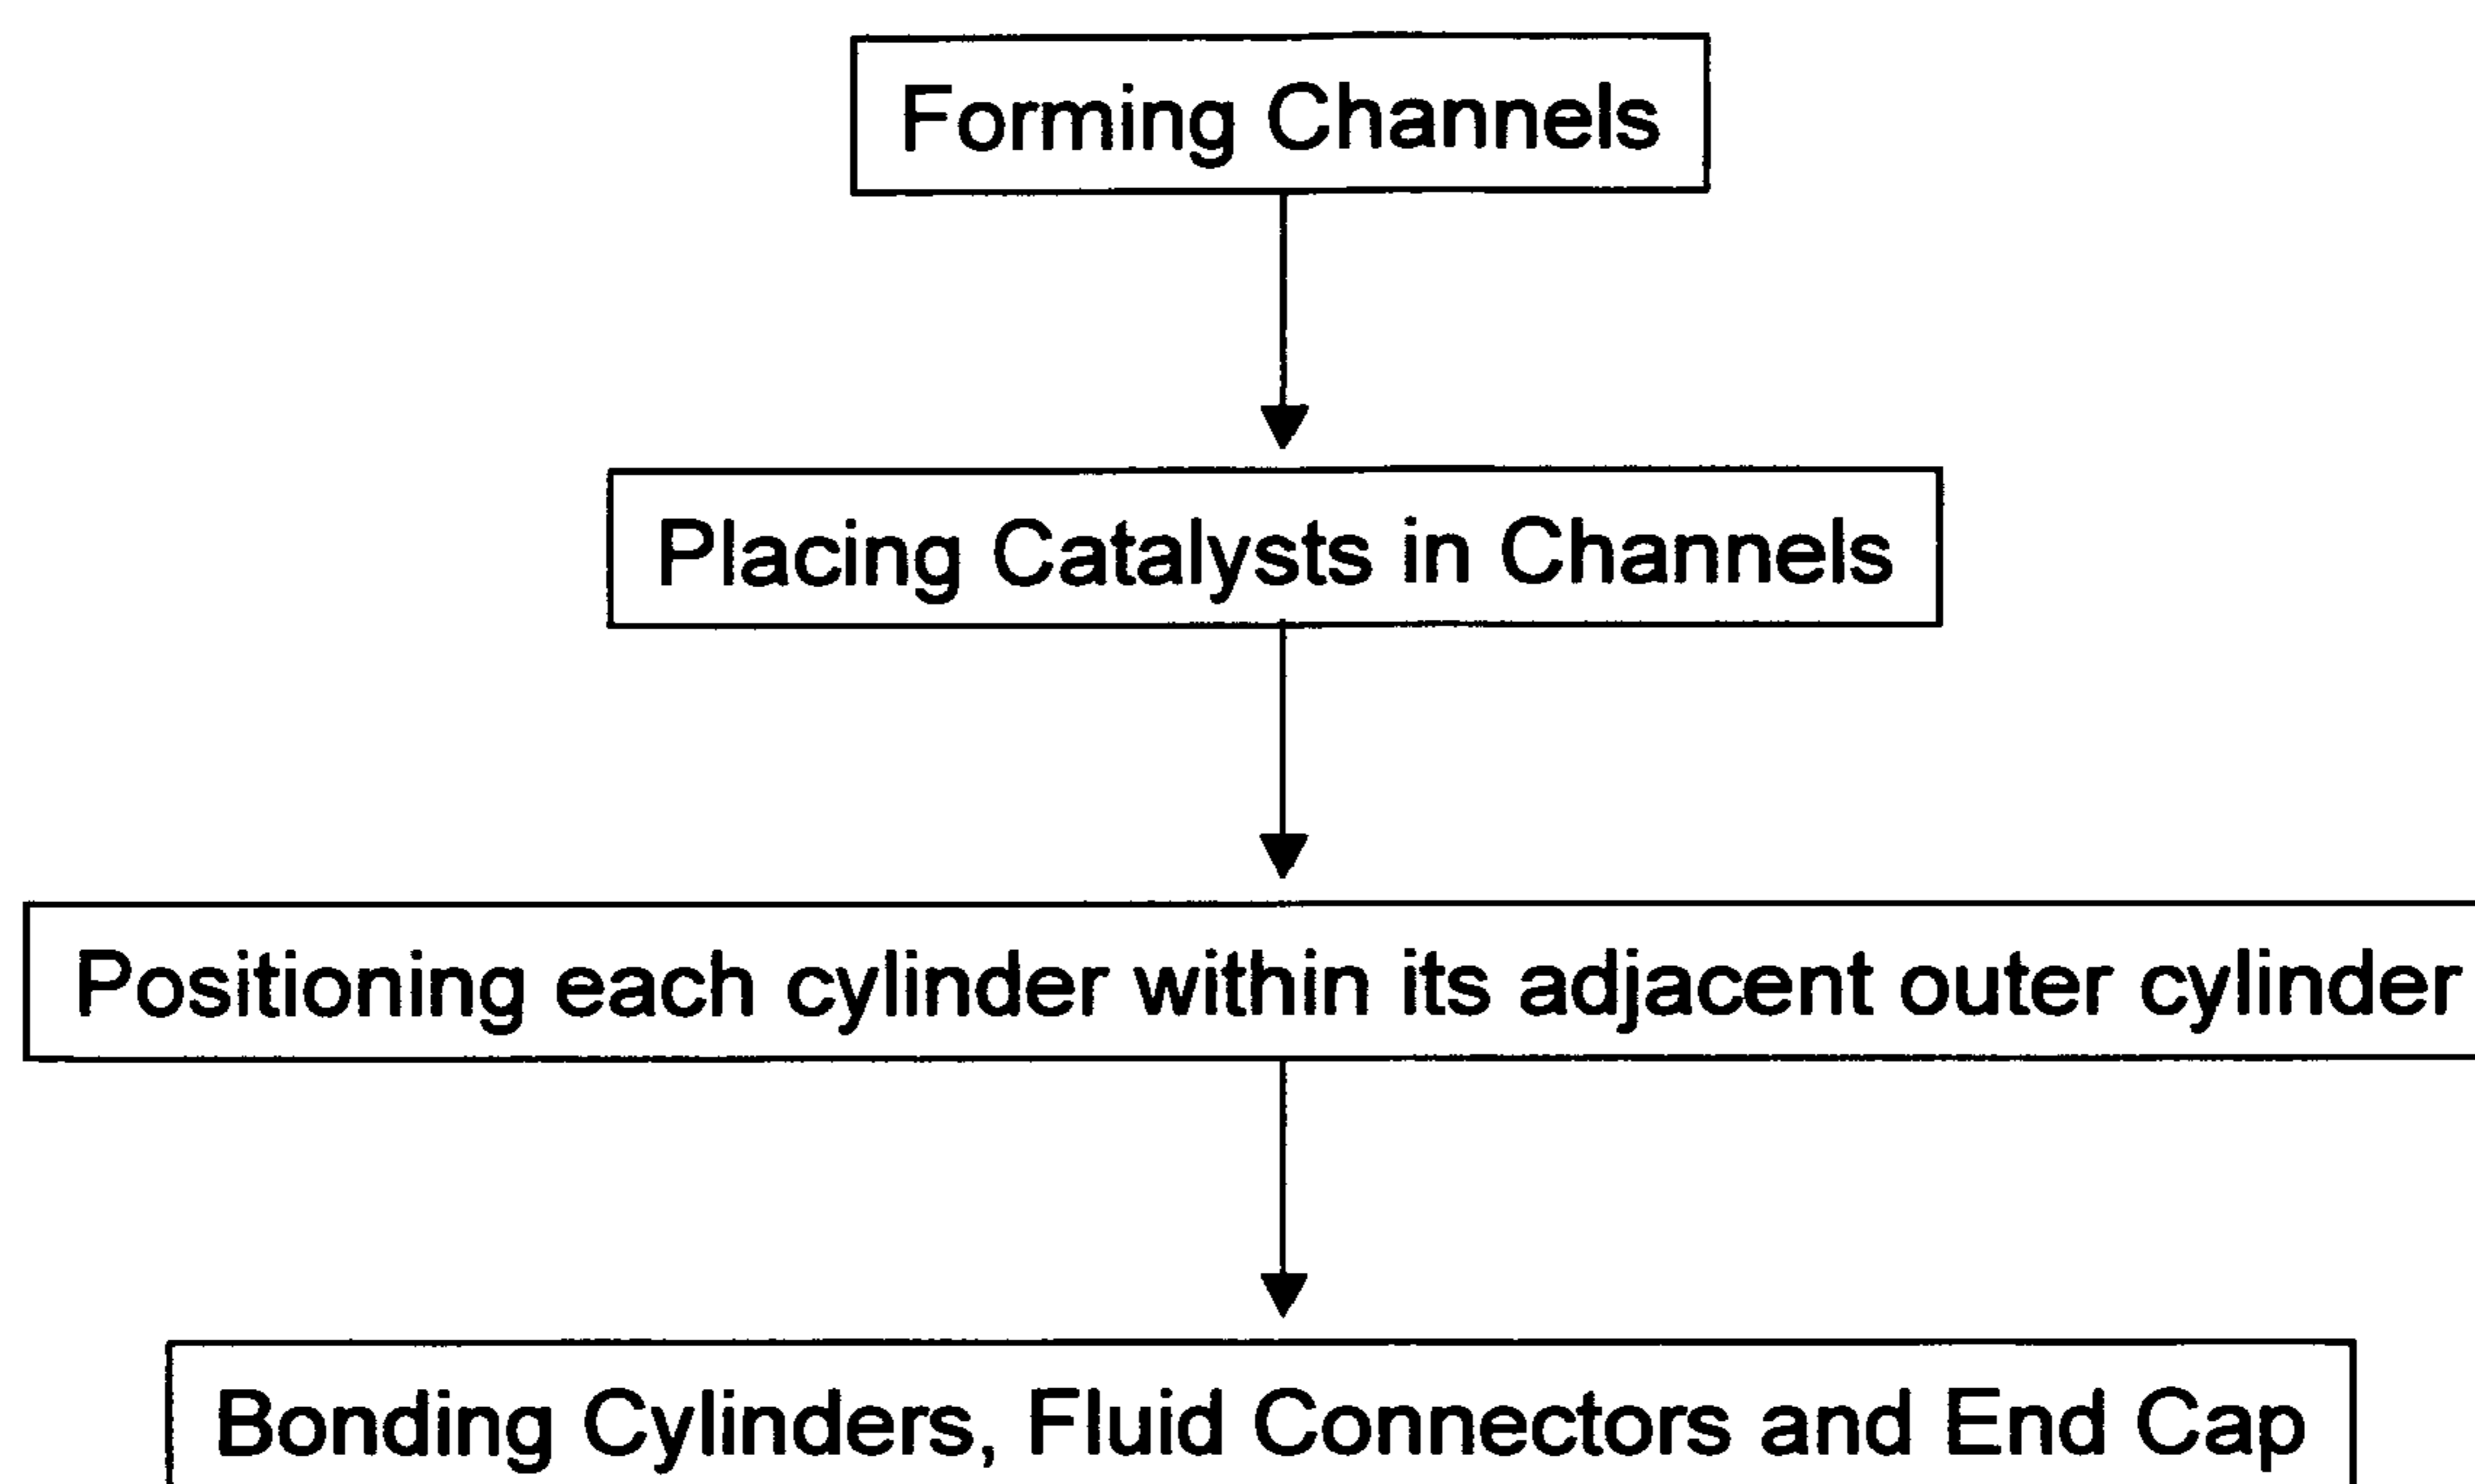 Forming Channels
Placing Catalysts in Channels
Positioning each cylinder within its adjacent outer cylinder
Bonding Cylinders, Fluid Connectors and End Cap